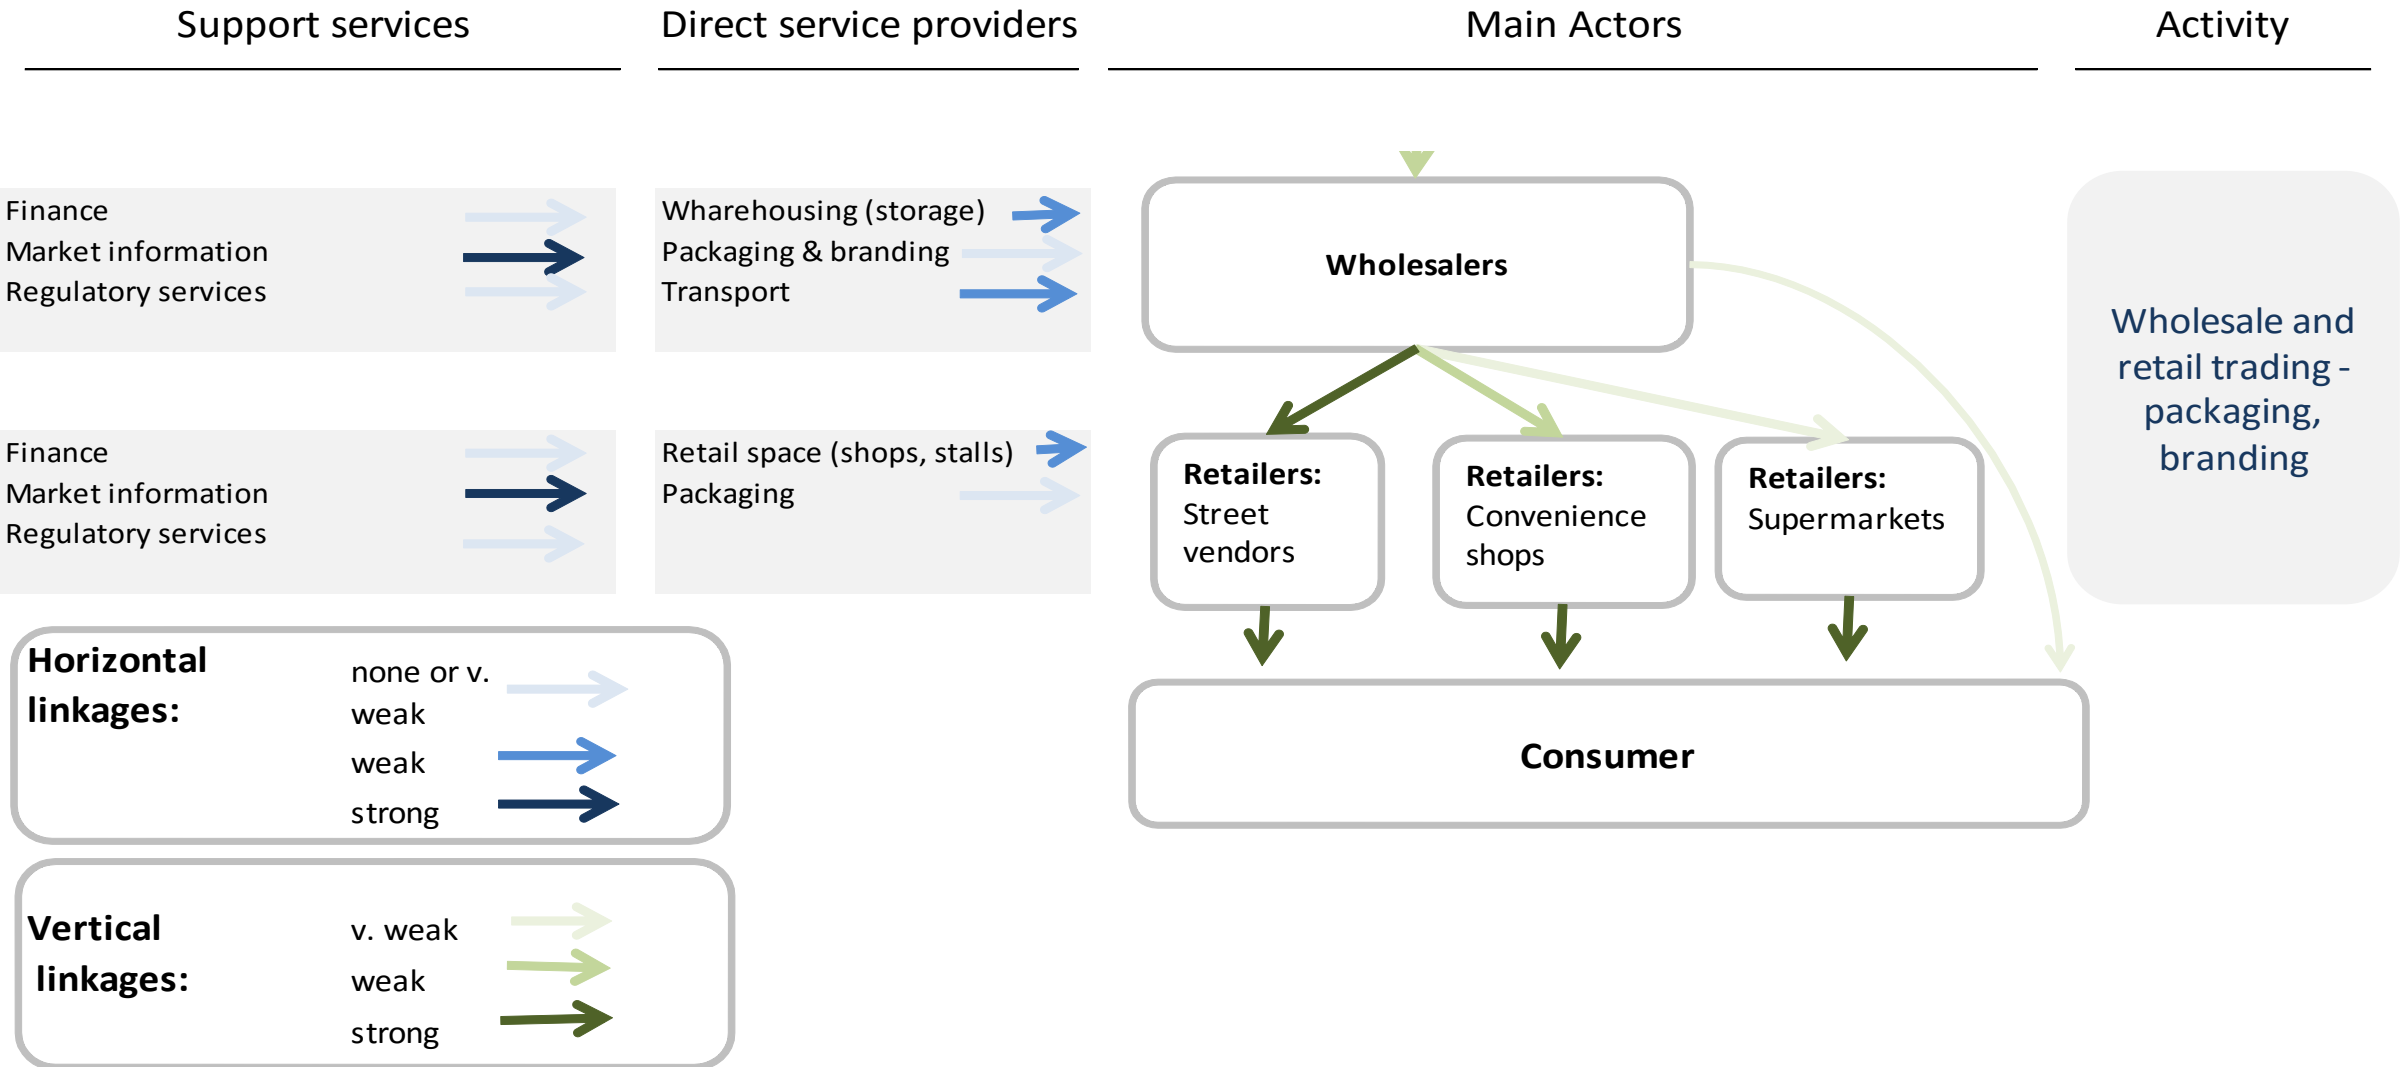 Support services
Direct service providers
Main Actors
Activity
Finance
Market information
Regulatory services
Wharehousing (storage)
Packaging & branding
Transport
Wholesalers
Wholesale and
retail trading -
packaging,
branding
Finance
Market information
Regulatory services
Retail space (shops, stalls)
Packaging
Retailers:
Street
vendors
Retailers:
Convenience
shops
Retailers:
Supermarkets
Consumer
Horizontal
linkages:
none or v.
weak
weak
strong
Vertical
linkages:
v. weak
weak
strong